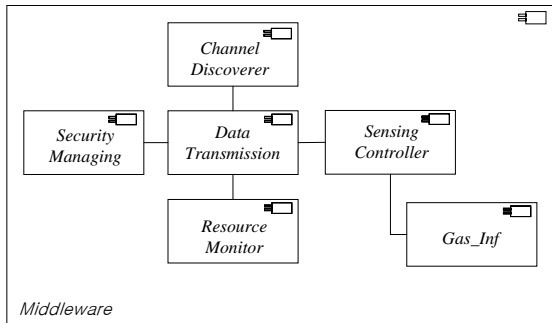 Channel
Discoverer
Security
Managing
Data
Transmission
Sensing
Controller
Resource
Monitor
Gas_Inf
Middleware